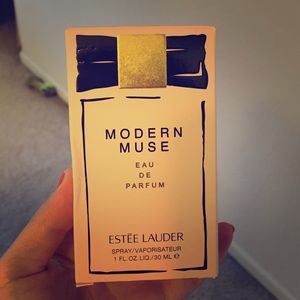 MODERN
MUSE
EAU
DE
PARFUM
ESTĒE LAUDER
SPRAY/VAPORISATEUR
1 FL.OZ.LIQ./30 ML ℮